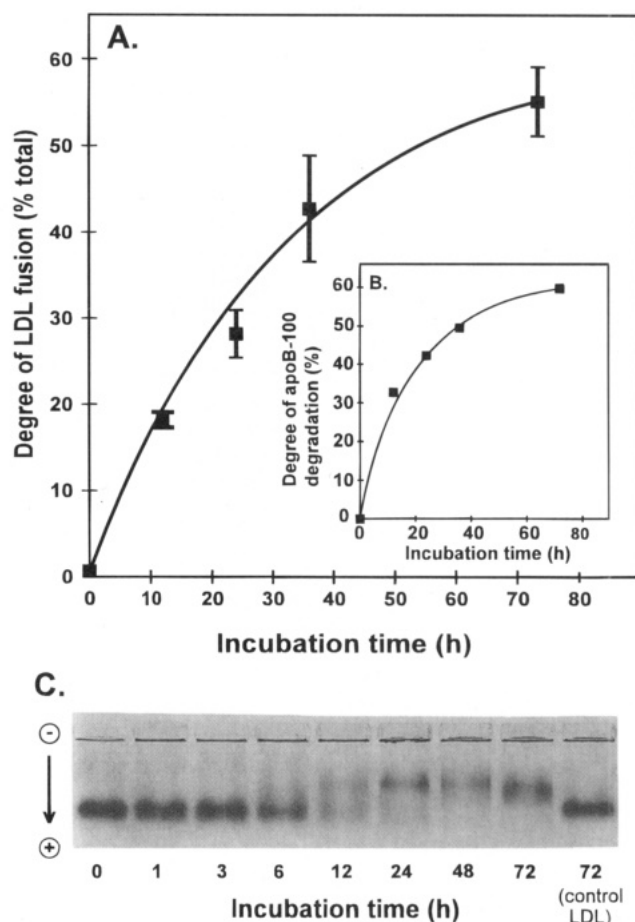 A.
60
50
40
30
20
10
0
Degree of LDL fusion (% total)
0 10 20 30 40 50 60 70 80
Incubation time (h)
B.
60
50
40
30
20
10
0
Degree of apoB-100
degradation (%)
0 20 40 60 80
Incubation time (h)
C.
-
+
0 1 3 6 12 24 48 72 72
(control
LDL)
Incubation time (h)